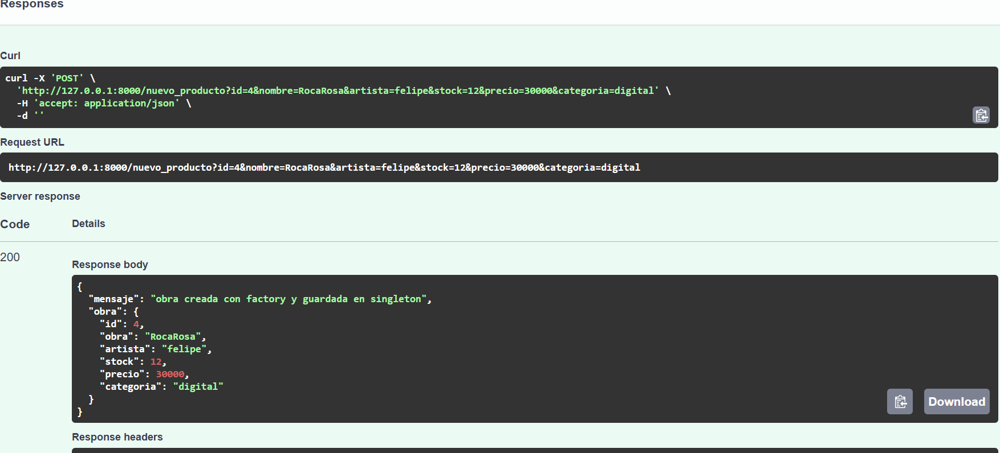 Responses
Curl
curl -X 'POST' \
  'http://127.0.0.1:8000/nuevo_producto?id=4&nombre=RocaRosa&artista=felipe&stock=12&precio=30000&categoria=digital' \
  -H 'accept: application/json' \
  -d ''
Request URL
http://127.0.0.1:8000/nuevo_producto?id=4&nombre=RocaRosa&artista=felipe&stock=12&precio=30000&categoria=digital
Server response
Code Details
200
Response body
{
  "mensaje": "obra creada con factory y guardada en singleton",
  "obra": {
    "id": 4,
    "obra": "RocaRosa",
    "artista": "felipe",
    "stock": 12,
    "precio": 30000,
    "categoria": "digital"
  }
}
Download
Response headers